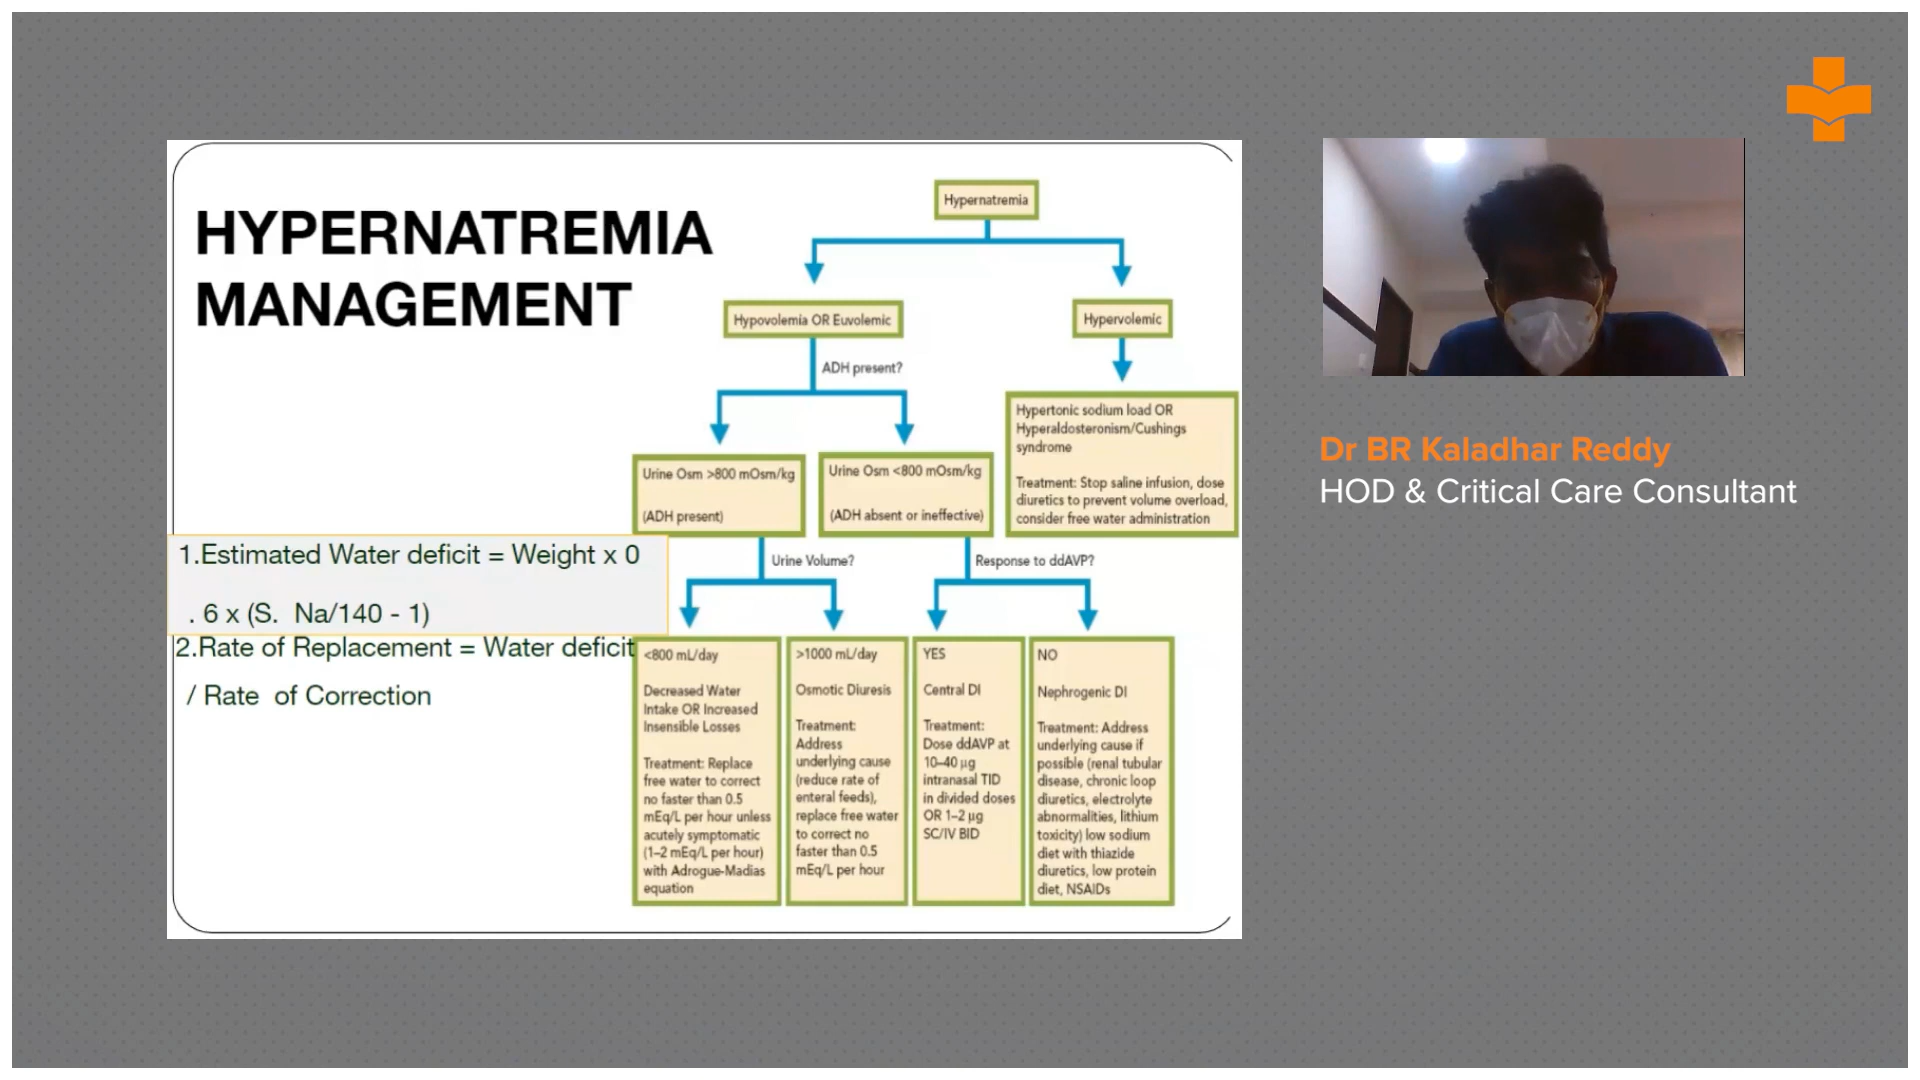 HYPERNATREMIA
MANAGEMENT
Hypernatremia
Hypovolemia OR Euvolemic
Hypervolemic
ADH present?
Hypertonic sodium load OR
Hyperaldosteronism/Cushings
syndrome
Treatment: Stop saline infusion, dose
diuretics to prevent volume overload,
consider free water administration
Urine Osm >800 mOsm/kg
(ADH present)
Urine Osm <800 mOsm/kg
(ADH absent or ineffective)
1.Estimated Water deficit = Weight x 0
. 6 x (S. Na/140 - 1)
2.Rate of Replacement = Water deficit
/ Rate of Correction
Urine Volume?
Response to ddAVP?
<800 mL/day
Decreased Water
Intake OR Increased
Insensible Losses
Treatment: Replace
free water to correct
no faster than 0.5
mEq/L per hour unless
acutely symptomatic
(1–2 mEq/L per hour)
with Adrogue-Madias
equation
>1000 mL/day
Osmotic Diuresis
Treatment:
Address
underlying cause
(reduce rate of
enteral feeds),
replace free water
to correct no
faster than 0.5
mEq/L per hour
YES
Central DI
Treatment:
Dose ddAVP at
10–40 µg
intranasal TID
in divided doses
OR 1–2 µg
SC/IV BID
NO
Nephrogenic DI
Treatment: Address
underlying cause if
possible (renal tubular
disease, chronic loop
diuretics, electrolyte
abnormalities, lithium
toxicity) low sodium
diet with thiazide
diuretics, low protein
diet, NSAIDs
Dr BR Kaladhar Reddy
HOD & Critical Care Consultant